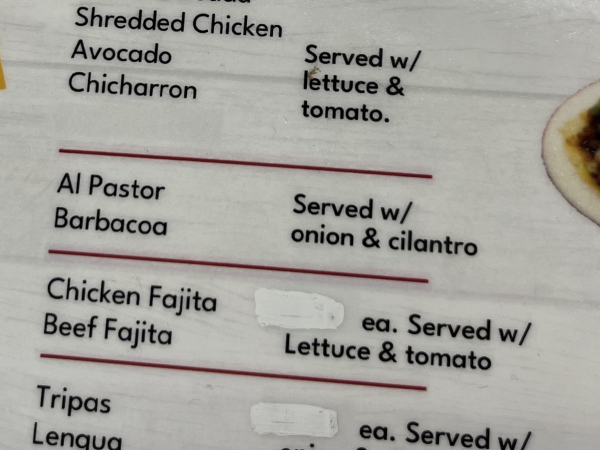 Shredded Chicken
Avocado
Chicharron
Served w/
lettuce &
tomato.
Al Pastor
Barbacoa
Served w/
onion & cilantro
Chicken Fajita
Beef Fajita
ea. Served w/
Lettuce & tomato
Tripas
Lengua
ea. Served w/